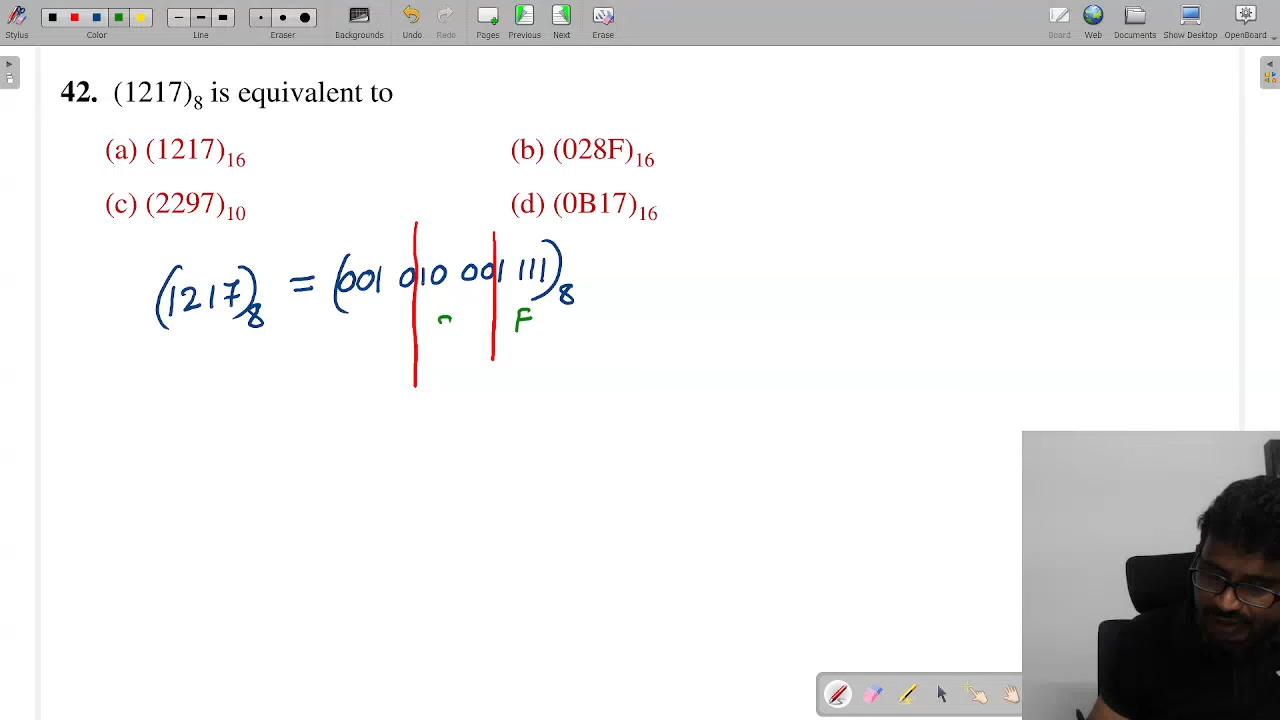 Stylus Color Line Eraser Backgrounds Undo Redo Pages Previous Next Erase Board Web Documents Show Desktop OpenBoard
42. (1217)8 is equivalent to
(a) (1217)16 (b) (028F)16
(c) (2297)10 (d) (0B17)16
(1217)8 = (001 010 001 111)8
F